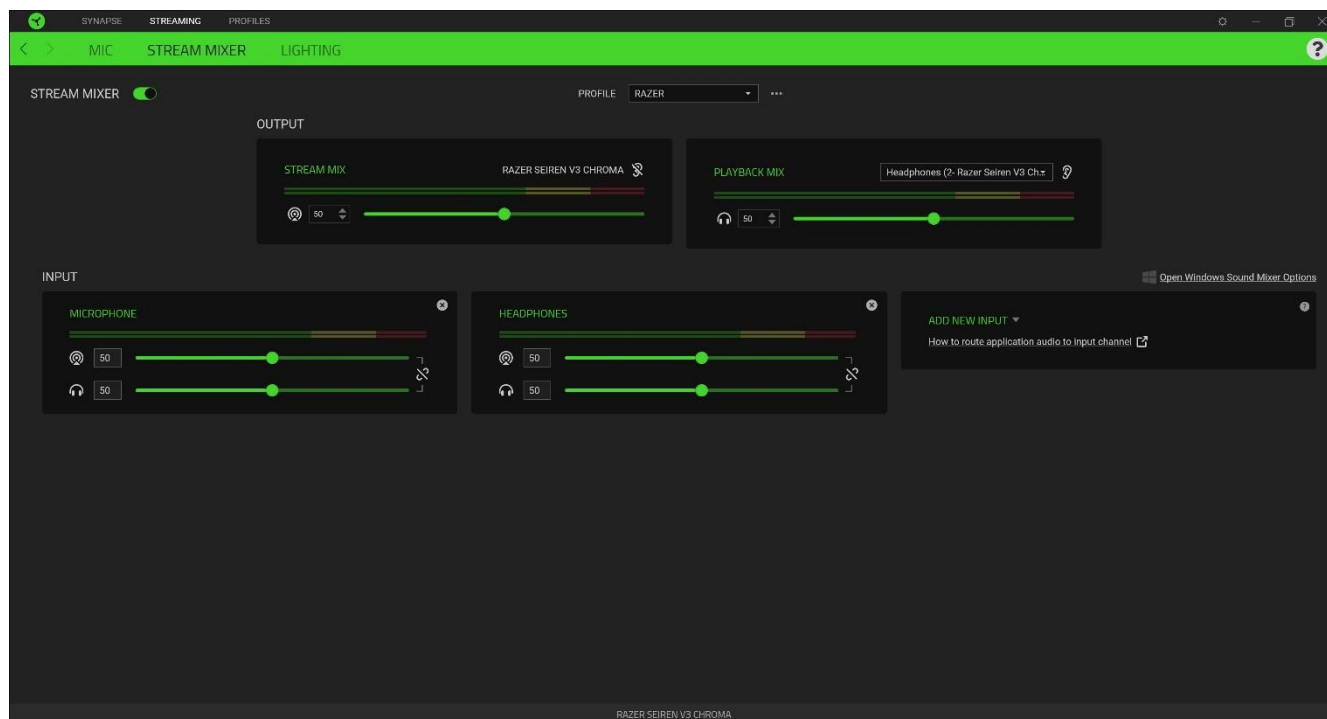 SYNAPSE STREAMING PROFILES
MIC STREAM MIXER LIGHTING ?
STREAM MIXER PROFILE RAZER
OUTPUT
STREAM MIX RAZER SEIREN V3 CHROMA
50
PLAYBACK MIX Headphones (2- Razer Seiren V3 Ch...
50
INPUT
Open Windows Sound Mixer Options
MICROPHONE
50
50
HEADPHONES
50
50
ADD NEW INPUT ?
How to route application audio to input channel
RAZER SEIREN V3 CHROMA